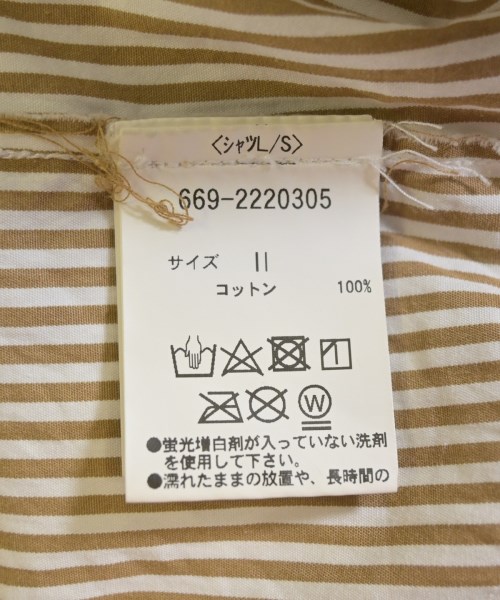 〈シャツL/S〉
669-2220305
サイズ II
コットン 100%
W
●蛍光増白剤が入っていない洗剤
を使用して下さい。
●濡れたままの放置や、長時間の